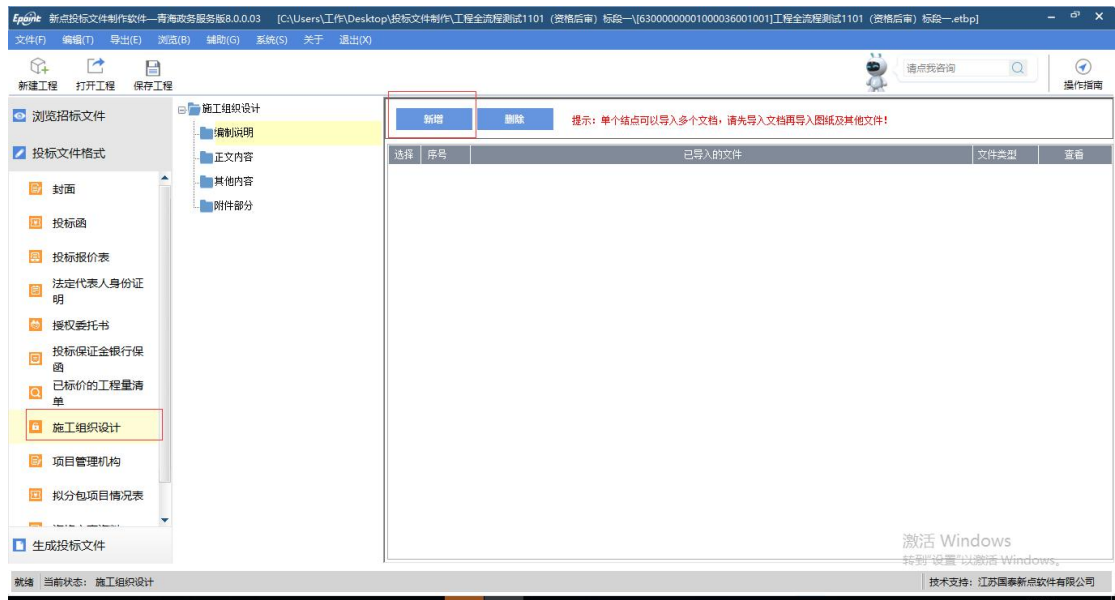 Epoint 新点投标文件制作软件—青海政务服务版8.0.0.03 [C:\Users\工作\Desktop\投标文件制作\工程全流程测试1101（资格后审）标段一\[63000000001000036001001]工程全流程测试1101（资格后审）标段一.etbp]
文件(F) 编辑(T) 导出(E) 浏览(B) 辅助(G) 系统(S) 关于 退出(X)
新建工程 打开工程 保存工程
请点我咨询
操作指南
浏览招标文件
投标文件格式
封面
投标函
投标报价表
法定代表人身份证
明
授权委托书
投标保证金银行保
函
已标价的工程量清
单
施工组织设计
项目管理机构
拟分包项目情况表
生成投标文件
施工组织设计
编制说明
正文内容
其他内容
附件部分
新增 删除 提示：单个结点可以导入多个文档，请先导入文档再导入图纸及其他文件！
选择 序号 已导入的文件 文件类型 查看
激活 Windows
转到"设置"以激活 Windows。
就绪 当前状态：施工组织设计 技术支持：江苏国泰新点软件有限公司